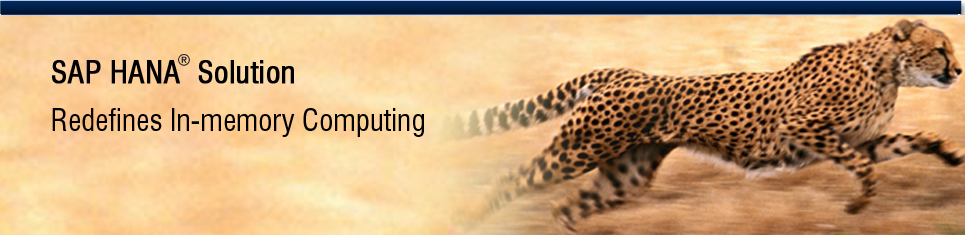 SAP HANA® Solution
Redefines In-memory Computing